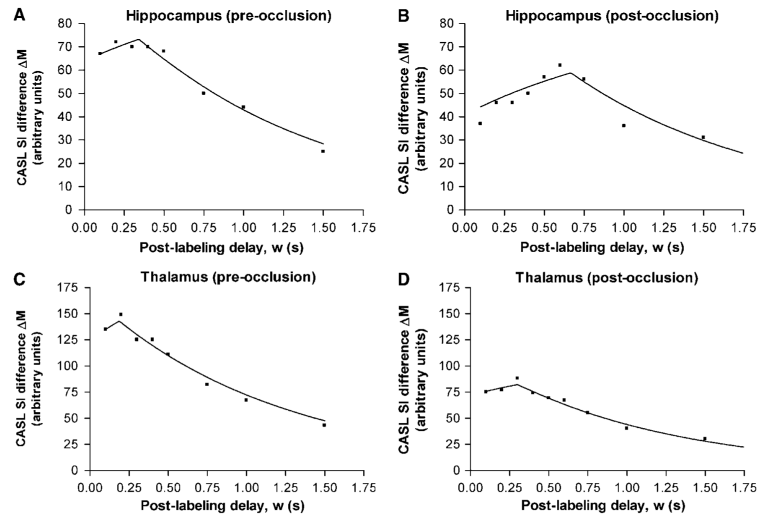 A Hippocampus (pre-occlusion)
CASL SI difference ΔM
(arbitrary units)
80
70
60
50
40
30
20
10
0
0.00 0.25 0.50 0.75 1.00 1.25 1.50 1.75
Post-labeling delay, w (s)
B Hippocampus (post-occlusion)
CASL SI difference ΔM
(arbitrary units)
80
70
60
50
40
30
20
10
0
0.00 0.25 0.50 0.75 1.00 1.25 1.50 1.75
Post-labeling delay, w (s)
C Thalamus (pre-occlusion)
CASL SI difference ΔM
(arbitrary units)
175
150
125
100
75
50
25
0
0.00 0.25 0.50 0.75 1.00 1.25 1.50 1.75
Post-labeling delay, w (s)
D Thalamus (post-occlusion)
CASL SI difference ΔM
(arbitrary units)
175
150
125
100
75
50
25
0
0.00 0.25 0.50 0.75 1.00 1.25 1.50 1.75
Post-labeling delay, w (s)